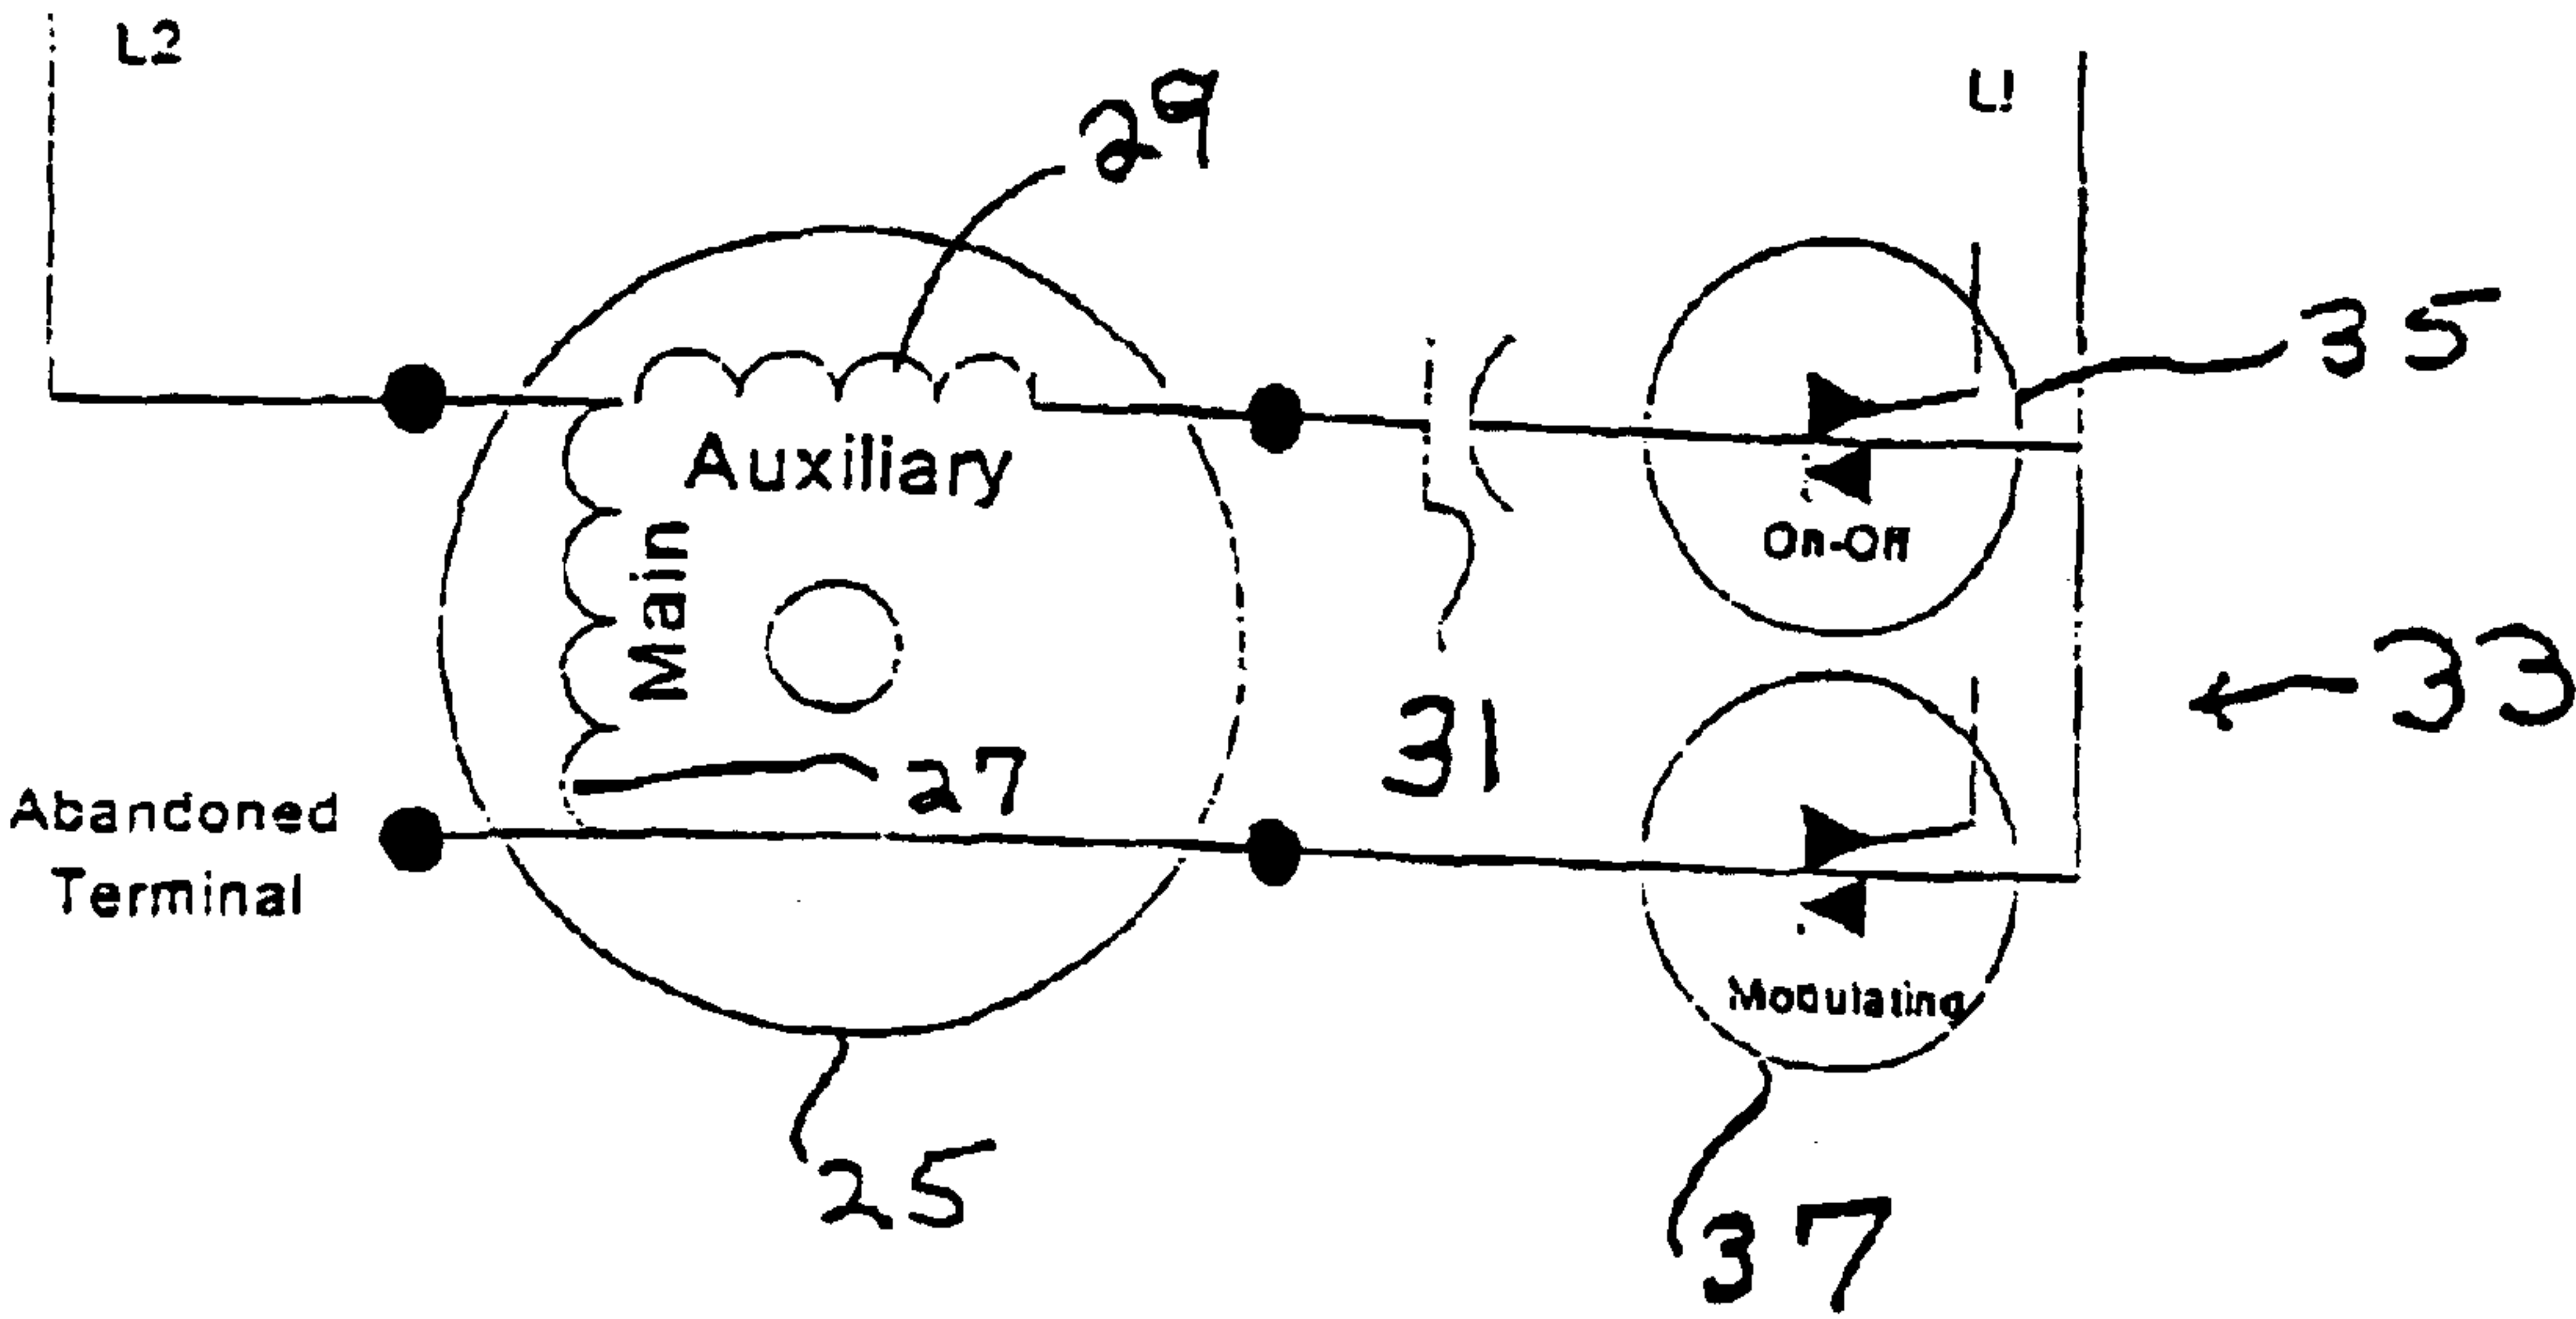 L2
L1
29
35
Auxiliary
On-Off
Main
33
31
27
Abandoned
Terminal
Modulating
25
37